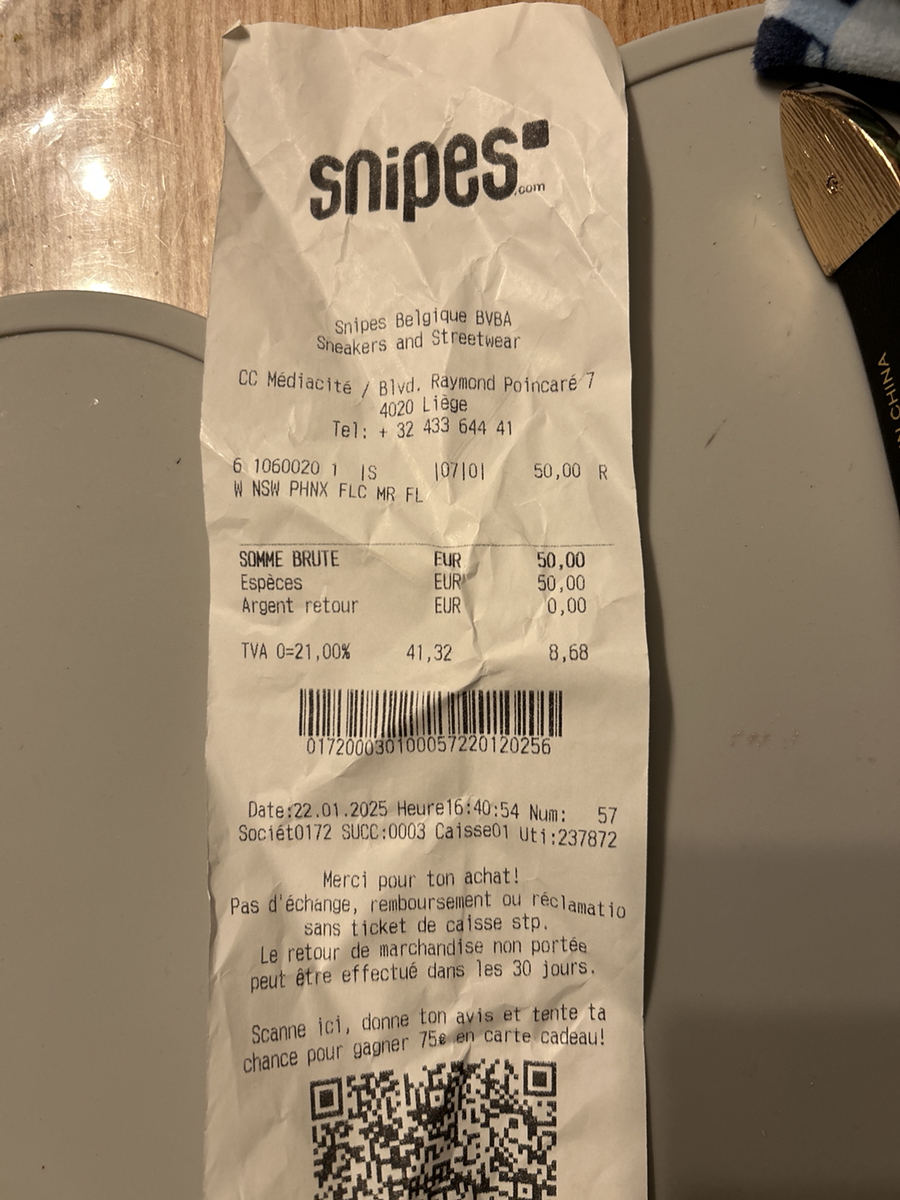 snipes
.com
Snipes Belgique BVBA
Sneakers and Streetwear
CC Médiacité / Blvd. Raymond Poincaré 7
4020 Liège
Tel: + 32 433 644 41
6 1060020 1 |S |07|01 50,00 R
W NSW PHNX FLC MR FL
SOMME BRUTE EUR 50,00
Espèces EUR 50,00
Argent retour EUR 0,00
TVA 0=21,00% 41,32 8,68
017200030100057220120256
Date:22.01.2025 Heure16:40:54 Num: 57
Sociét0172 SUCC:0003 Caisse01 Uti:237872
Merci pour ton achat!
Pas d'échange, remboursement ou réclamatio
sans ticket de caisse stp.
Le retour de marchandise non portée
peut être effectué dans les 30 jours.
Scanne ici, donne ton avis et tente ta
chance pour gagner 75€ en carte cadeau!
CHINA